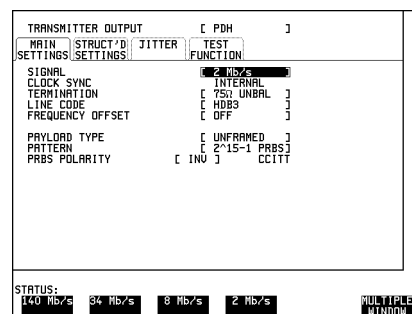 TRANSMITTER OUTPUT [ PDH ]
MAIN SETTINGS
STRUCT'D SETTINGS
JITTER
TEST FUNCTION
SIGNAL [ 2 Mb/s ]
CLOCK SYNC INTERNAL
TERMINATION [ 75Ω UNBAL ]
LINE CODE [ HDB3 ]
FREQUENCY OFFSET [ OFF ]
PAYLOAD TYPE [ UNFRAMED ]
PATTERN [ 2^15-1 PRBS]
PRBS POLARITY [ INV ] CCITT
STATUS:
140 Mb/s 34 Mb/s 8 Mb/s 2 Mb/s MULTIPLE WINDOW